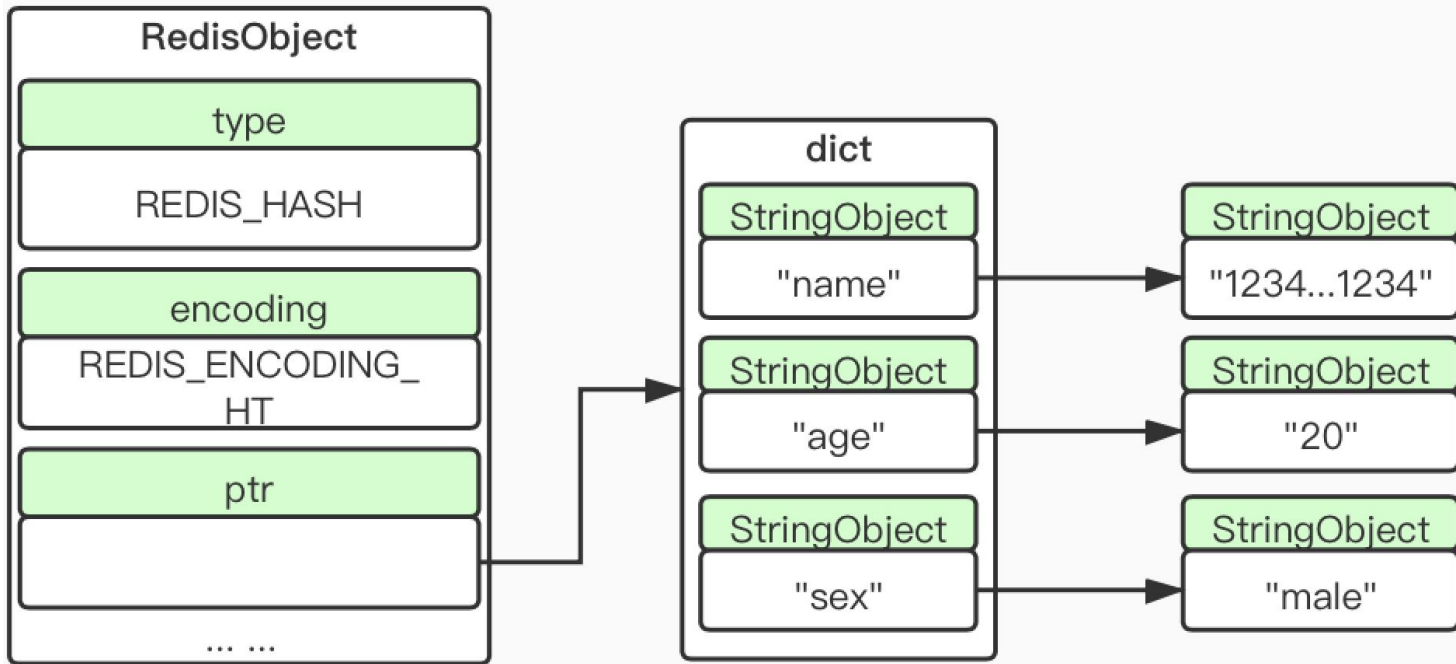 RedisObject
type
REDIS_HASH
encoding
REDIS_ENCODING_
HT
ptr
... ...
dict
StringObject
"name"
StringObject
"age"
StringObject
"sex"
StringObject
"1234...1234"
StringObject
"20"
StringObject
"male"